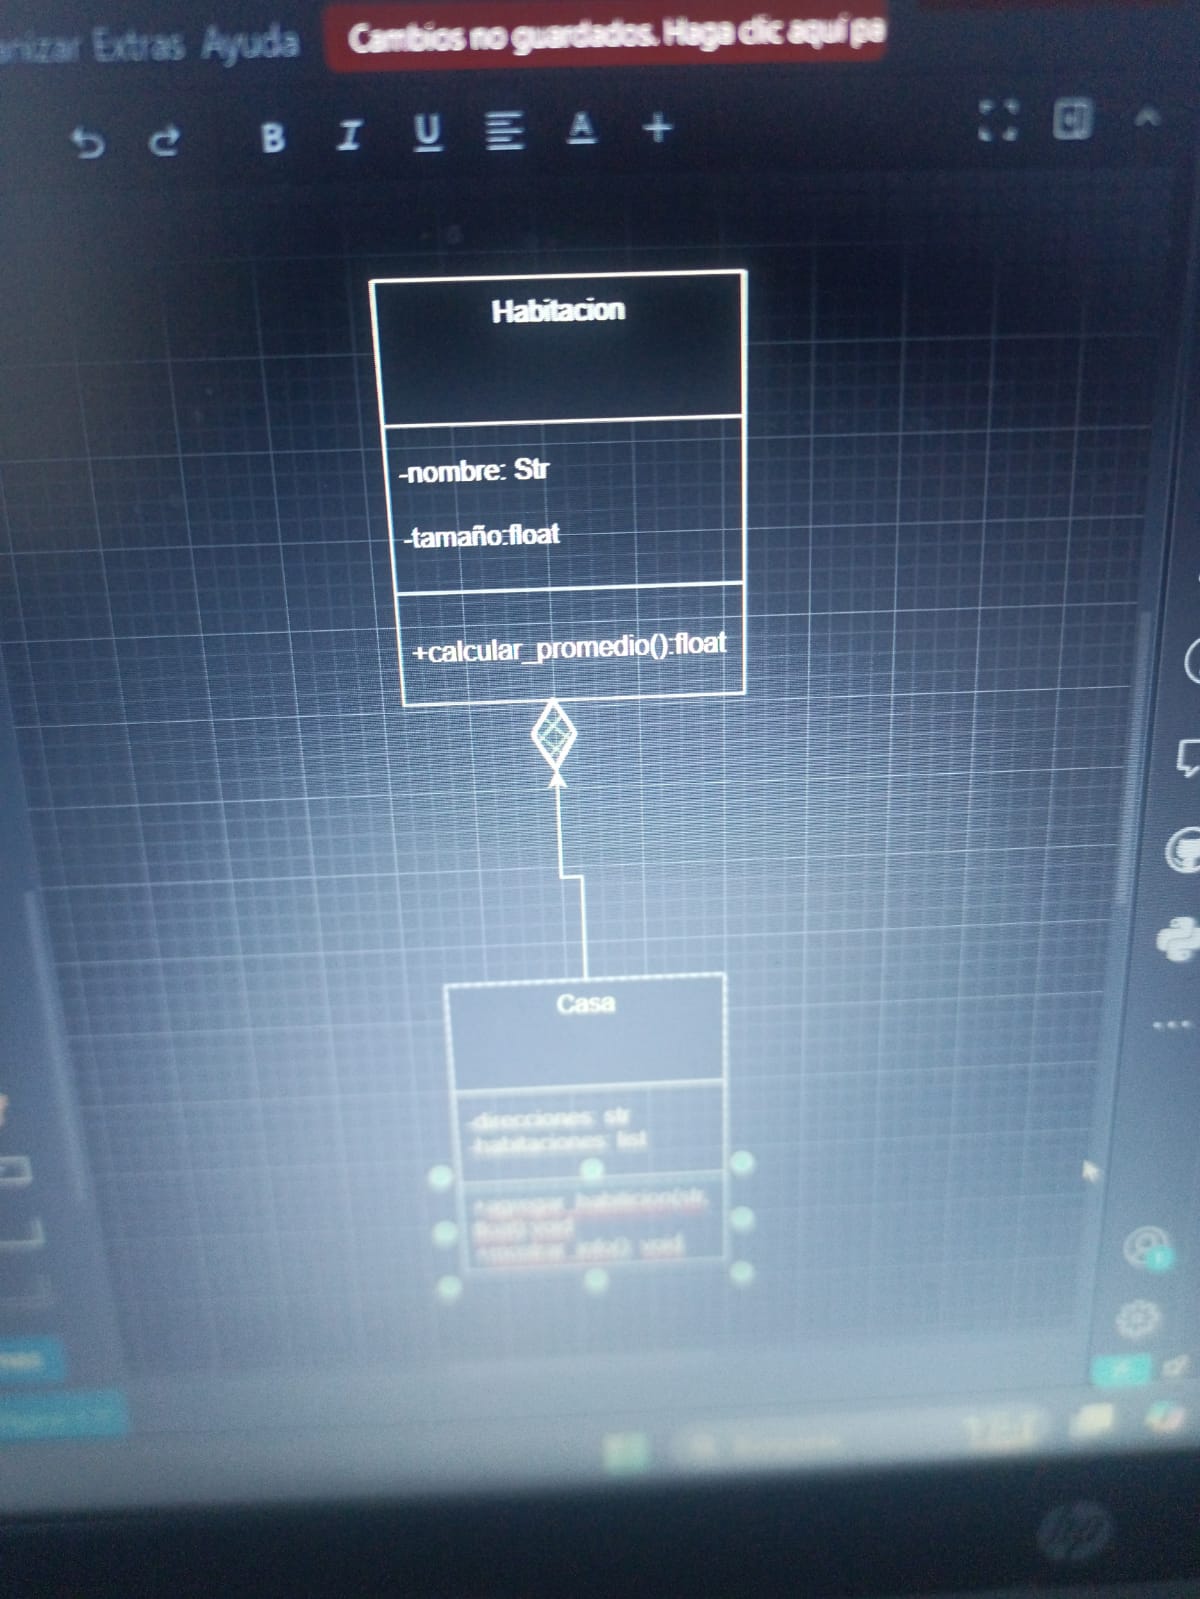 anizar Extras Ayuda
Cambios no guardados. Haga clic aquí pa
B I U A
Habitacion
-nombre: Str
-tamaño:float
+calcular_promedio():float
Casa
-direcciones: str
-habitaciones: list
+agregar_habiticion(str,
float): void
+mostrar_info(): void
hp